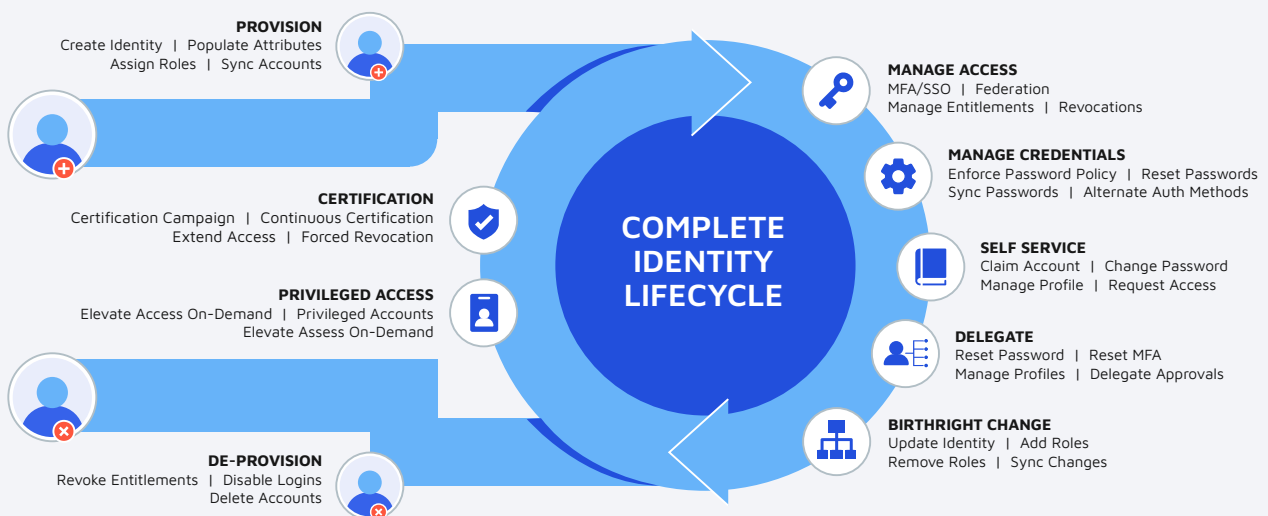 PROVISION
Create Identity | Populate Attributes
Assign Roles | Sync Accounts
CERTIFICATION
Certification Campaign | Continuous Certification
Extend Access | Forced Revocation
PRIVILEGED ACCESS
Elevate Access On-Demand | Privileged Accounts
Elevate Assess On-Demand
DE-PROVISION
Revoke Entitlements | Disable Logins
Delete Accounts
COMPLETE
IDENTITY
LIFECYCLE
MANAGE ACCESS
MFA/SSO | Federation
Manage Entitlements | Revocations
MANAGE CREDENTIALS
Enforce Password Policy | Reset Passwords
Sync Passwords | Alternate Auth Methods
SELF SERVICE
Claim Account | Change Password
Manage Profile | Request Access
DELEGATE
Reset Password | Reset MFA
Manage Profiles | Delegate Approvals
BIRTHRIGHT CHANGE
Update Identity | Add Roles
Remove Roles | Sync Changes